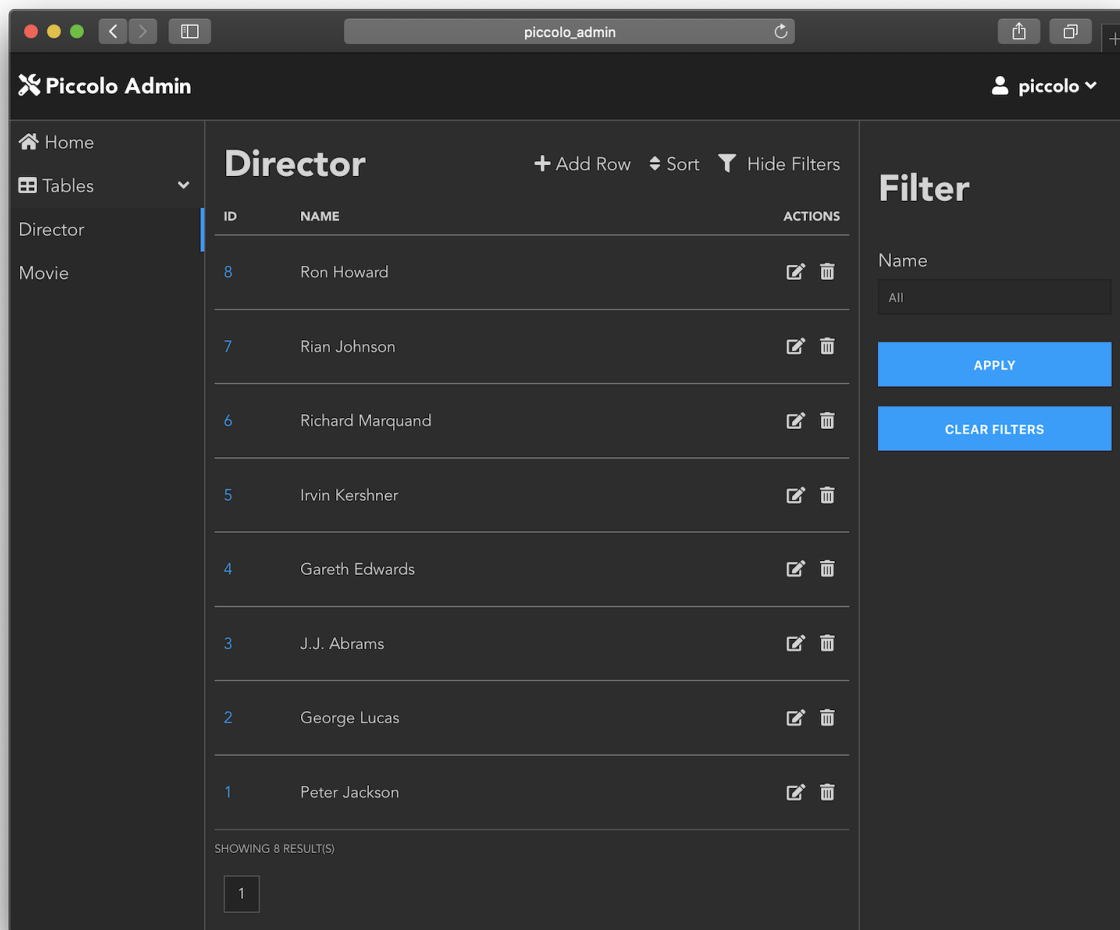 piccolo_admin
Piccolo Admin
piccolo
Home
Tables
Director
Movie
Director
Add Row Sort Hide Filters
ID NAME ACTIONS
8 Ron Howard
7 Rian Johnson
6 Richard Marquand
5 Irvin Kershner
4 Gareth Edwards
3 J.J. Abrams
2 George Lucas
1 Peter Jackson
SHOWING 8 RESULT(S)
1
Filter
Name
All
APPLY
CLEAR FILTERS